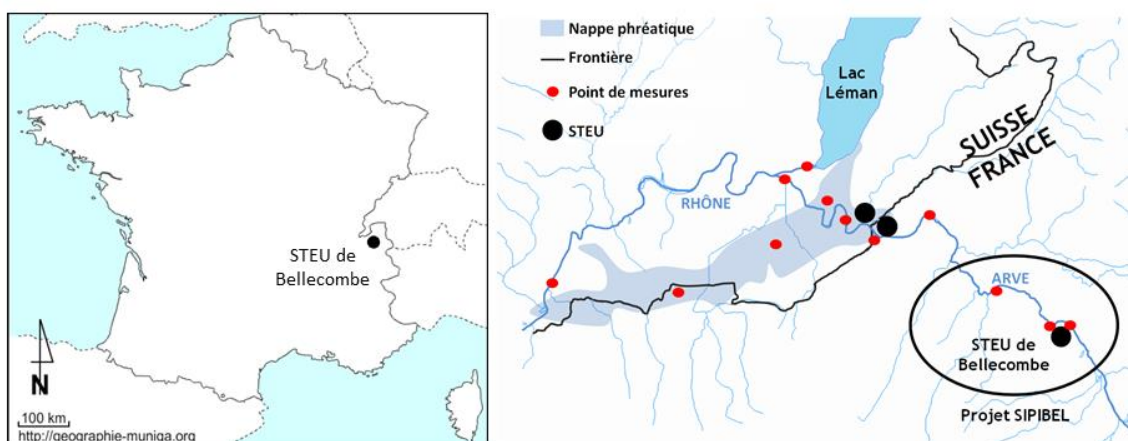 STEU de
Bellecombe
N
100 km
http://geographie-muniga.org
Nappe phréatique
Frontière
Point de mesures
STEU
Lac
Léman
SUISSE
FRANCE
RHÔNE
ARVE
STEU de
Bellecombe
Projet SIPIBEL